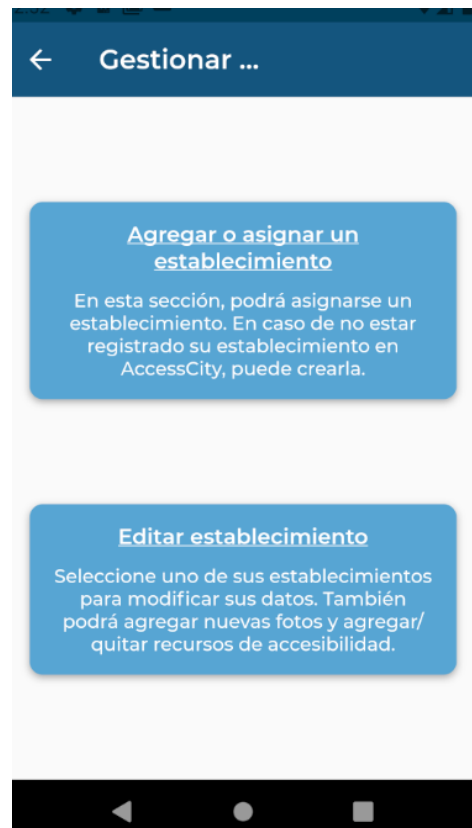 Gestionar ...
Agregar o asignar un
establecimiento
En esta sección, podrá asignarse un
establecimiento. En caso de no estar
registrado su establecimiento en
AccessCity, puede crearla.
Editar establecimiento
Seleccione uno de sus establecimientos
para modificar sus datos. También
podrá agregar nuevas fotos y agregar/
quitar recursos de accesibilidad.